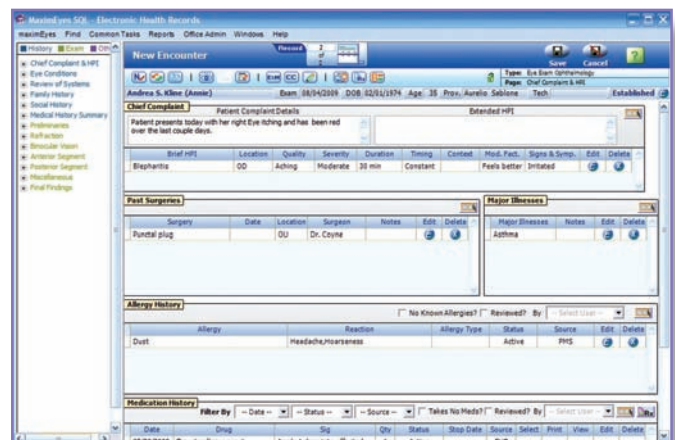 MaximEyes SQL - Electronic Health Records
maximEyes Find Common Tasks Reports Office Admin Windows Help
History Exam Oth
Chief Complaint & HPI
Eye Conditions
Review of Systems
Family History
Social History
Medical History Summary
Preliminaries
Refraction
Binocular Vision
Anterior Segment
Posterior Segment
Miscellaneous
Final Findings
New Encounter
Record 2 of
Save Cancel
Type: Eye Exam Ophthalmology
Page: Chief Complaint & HPI
Andrea S. Kline (Annie) Exam 08/04/2009 DOB 02/01/1974 Age 35 Prov. Aurelio Sablone Tech Established
Chief Complaint
Patient Complaint Details Extended HPI
Patient presents today with her right Eye itching and has been red
over the last couple days.
Brief HPI Location Quality Severity Duration Timing Context Mod. Fact. Signs & Symp. Edit Delete
Blepharitis OD Aching Moderate 30 min Constant Feels better Irritated
Past Surgeries
Surgery Date Location Surgeon Notes Edit Delete
Punctal plug OU Dr. Coyne
Major Illnesses
Major Illnesses Notes Edit Delete
Asthma
Allergy History
No Known Allergies? Reviewed? By -- Select User --
Allergy Reaction Allergy Type Status Source Edit Delete
Dust Headache,Hoarseness Active PMS
Medication History
Filter By -- Date -- -- Status -- -- Source -- Takes No Meds? Reviewed? By -- Select User --
Date Drug Sig Qty Status Stop Date Source Select Print View Edit Delete